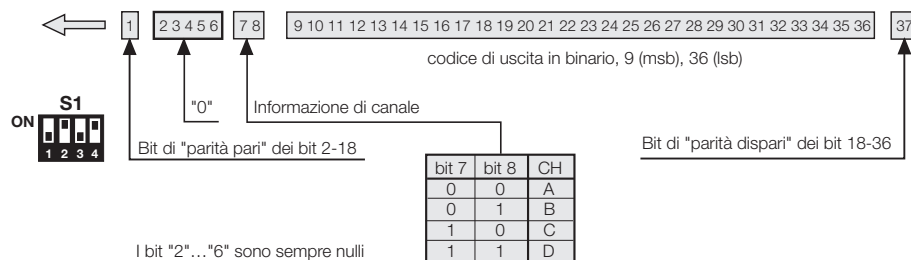 1 2 3 4 5 6 7 8 9 10 11 12 13 14 15 16 17 18 19 20 21 22 23 24 25 26 27 28 29 30 31 32 33 34 35 36 37
codice di uscita in binario, 9 (msb), 36 (lsb)
S1
ON
1 2 3 4
"0"
Informazione di canale
Bit di "parità pari" dei bit 2-18
Bit di "parità dispari" dei bit 18-36
bit 7 bit 8 CH
0 0 A
0 1 B
1 0 C
1 1 D
I bit "2"…"6" sono sempre nulli